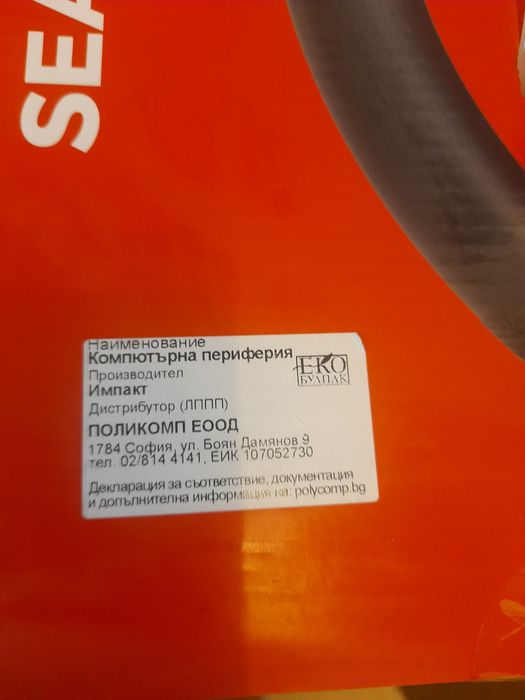 SEA
Наименование
Компютърна периферия
Производител
Импакт
Дистрибутор (ЛППП)
ПОЛИКОМП ЕООД
1784 София, ул. Боян Дамянов 9
тел. 02/814 4141, ЕИК 107052730
Декларация за съответствие, документация
и допълнителна информация на: polycomp.bg
ЕКО
БУЛПАК